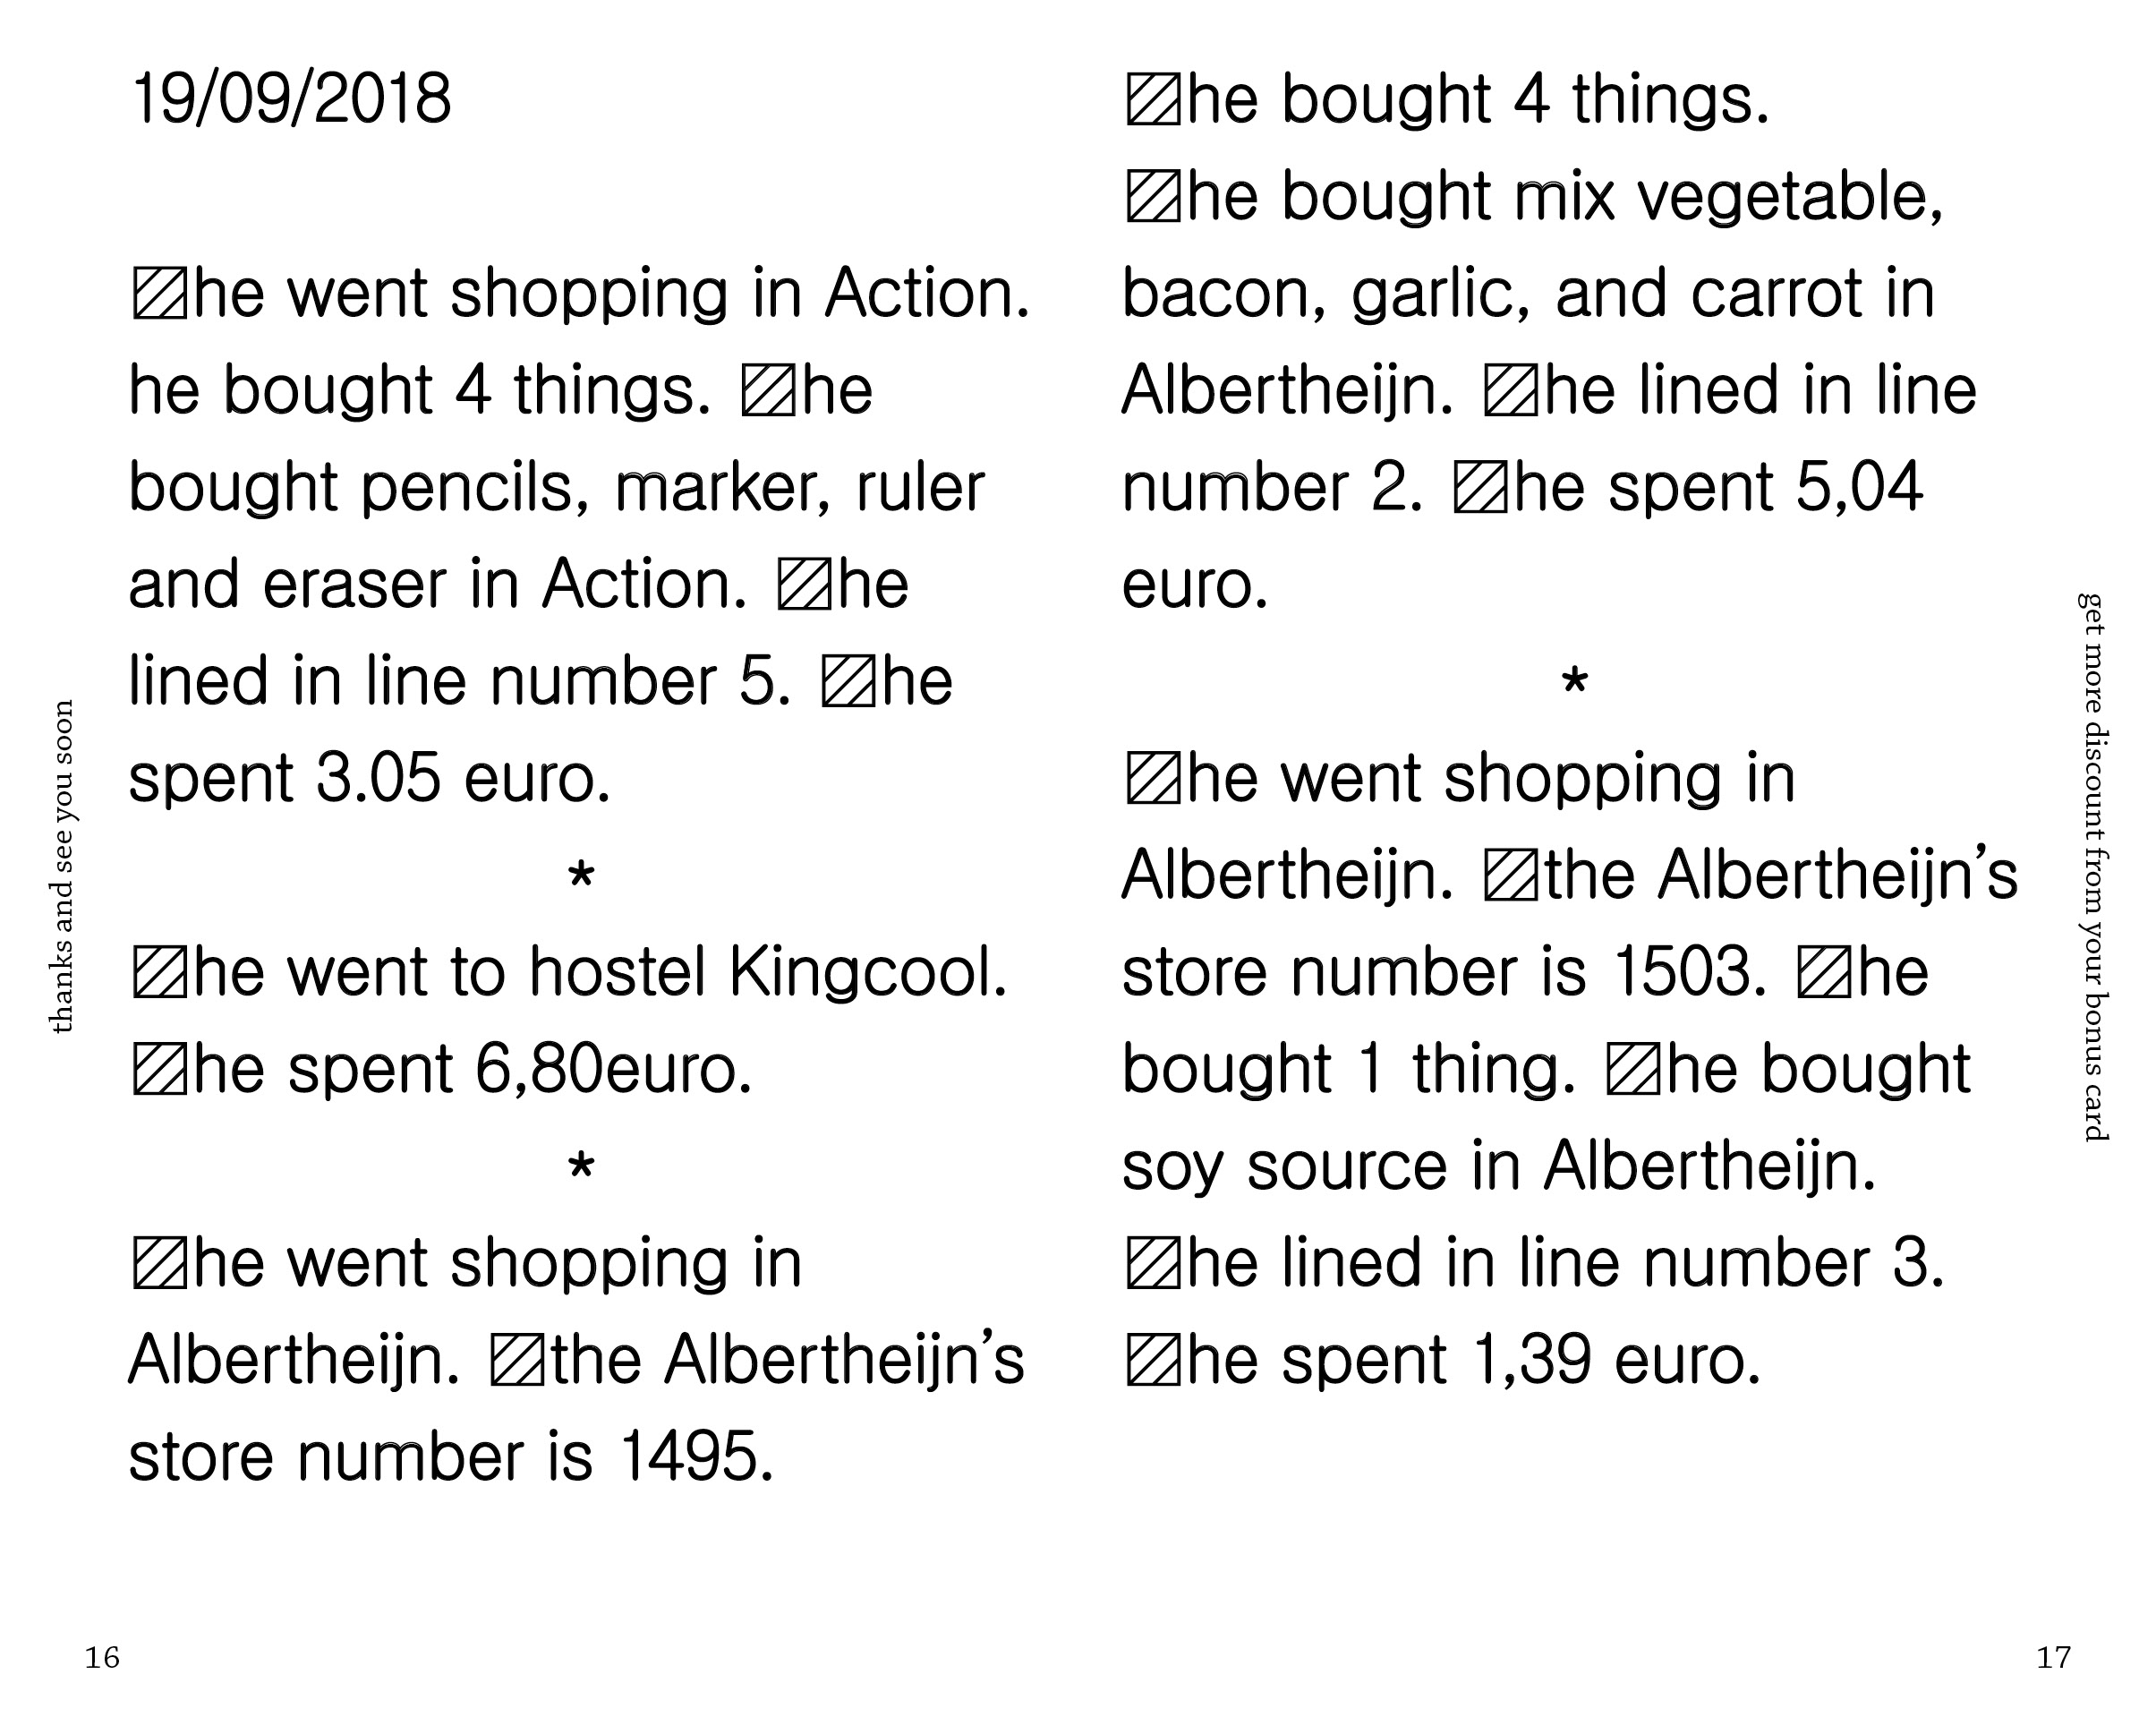 19/09/2018
▨he went shopping in Action.
he bought 4 things. ▨he
bought pencils, marker, ruler
and eraser in Action. ▨he
lined in line number 5. ▨he
spent 3.05 euro.
*
▨he went to hostel Kingcool.
▨he spent 6,80euro.
*
▨he went shopping in
Albertheijn. ▨the Albertheijn’s
store number is 1495.
thanks and see you soon
16
▨he bought 4 things.
▨he bought mix vegetable,
bacon, garlic, and carrot in
Albertheijn. ▨he lined in line
number 2. ▨he spent 5,04
euro.
*
▨he went shopping in
Albertheijn. ▨the Albertheijn’s
store number is 1503. ▨he
bought 1 thing. ▨he bought
soy source in Albertheijn.
▨he lined in line number 3.
▨he spent 1,39 euro.
get more discount from your bonus card
17